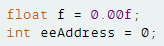 float f = 0.00f;
int eeAddress = 0;